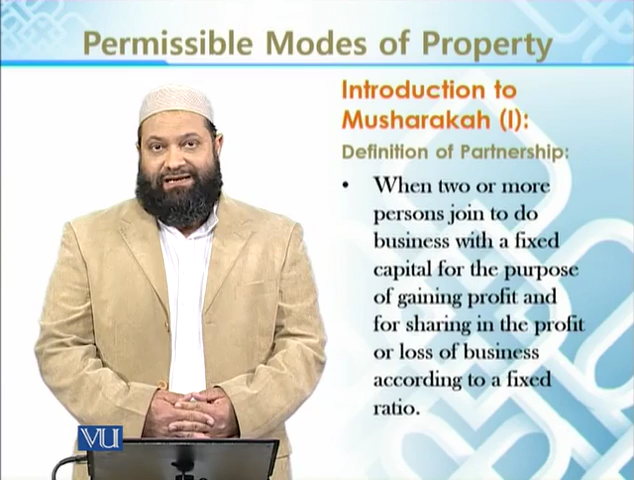 Permissible Modes of Property
Introduction to
Musharakah (I):
Definition of Partnership:
• When two or more
persons join to do
business with a fixed
capital for the purpose
of gaining profit and
for sharing in the profit
or loss of business
according to a fixed
ratio.
VU